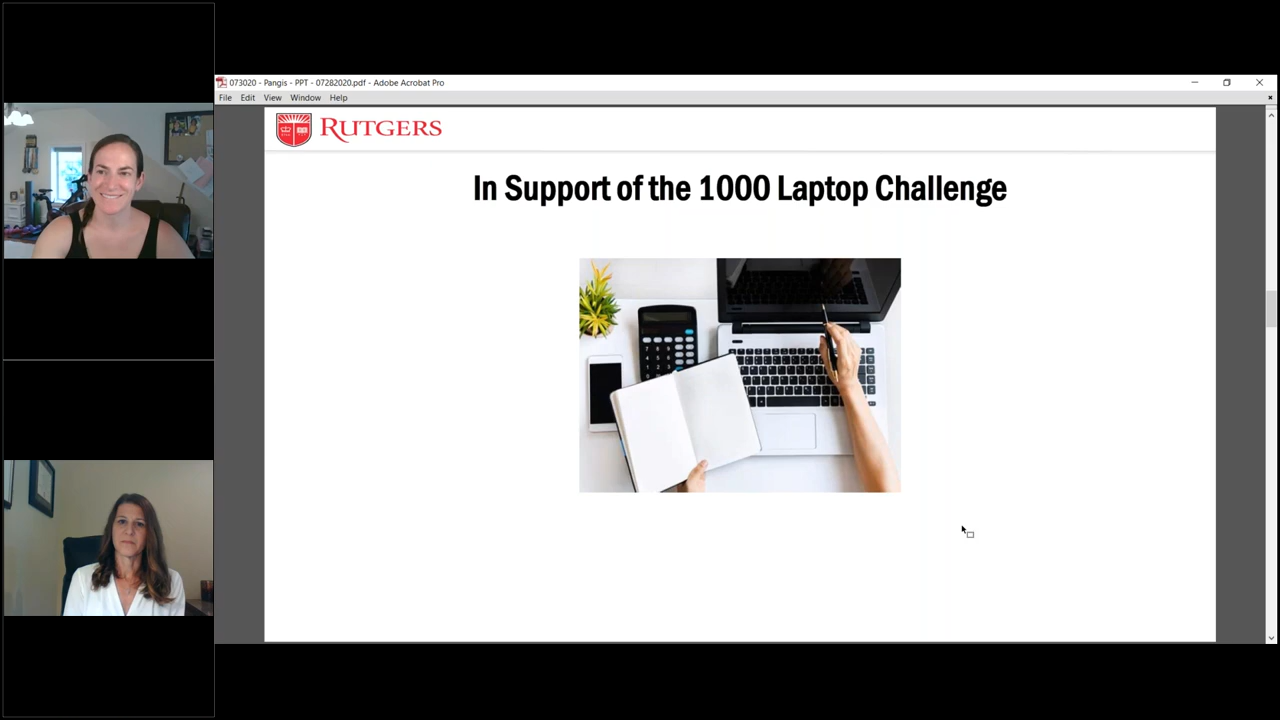 073020 - Pangis - PPT - 07282020.pdf - Adobe Acrobat Pro
File Edit View Window Help
RUTGERS
In Support of the 1000 Laptop Challenge